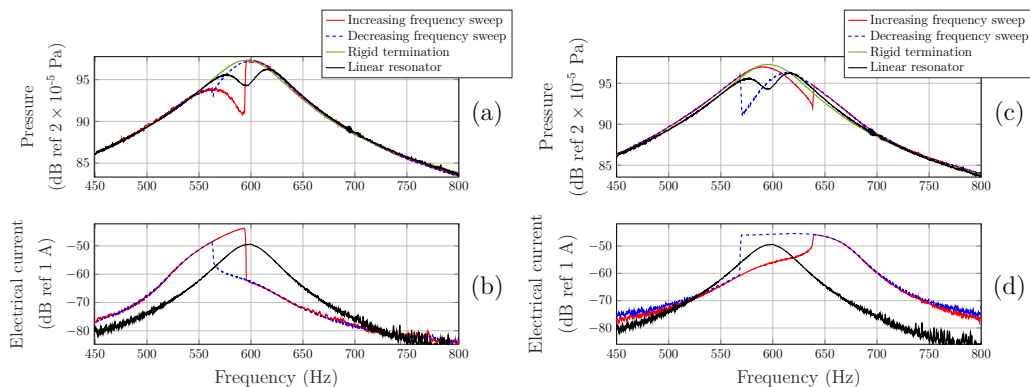 Increasing frequency sweep
Decreasing frequency sweep
Rigid termination
Linear resonator
Pressure
(dB ref 2 × 10⁻⁵ Pa)
95
90
85
450 500 550 600 650 700 750 800
(a)
Electrical current
(dB ref 1 A)
−50
−60
−70
−80
450 500 550 600 650 700 750 800
Frequency (Hz)
(b)
Increasing frequency sweep
Decreasing frequency sweep
Rigid termination
Linear resonator
Pressure
(dB ref 2 × 10⁻⁵ Pa)
95
90
85
450 500 550 600 650 700 750 800
(c)
Electrical current
(dB ref 1 A)
−50
−60
−70
−80
450 500 550 600 650 700 750 800
Frequency (Hz)
(d)